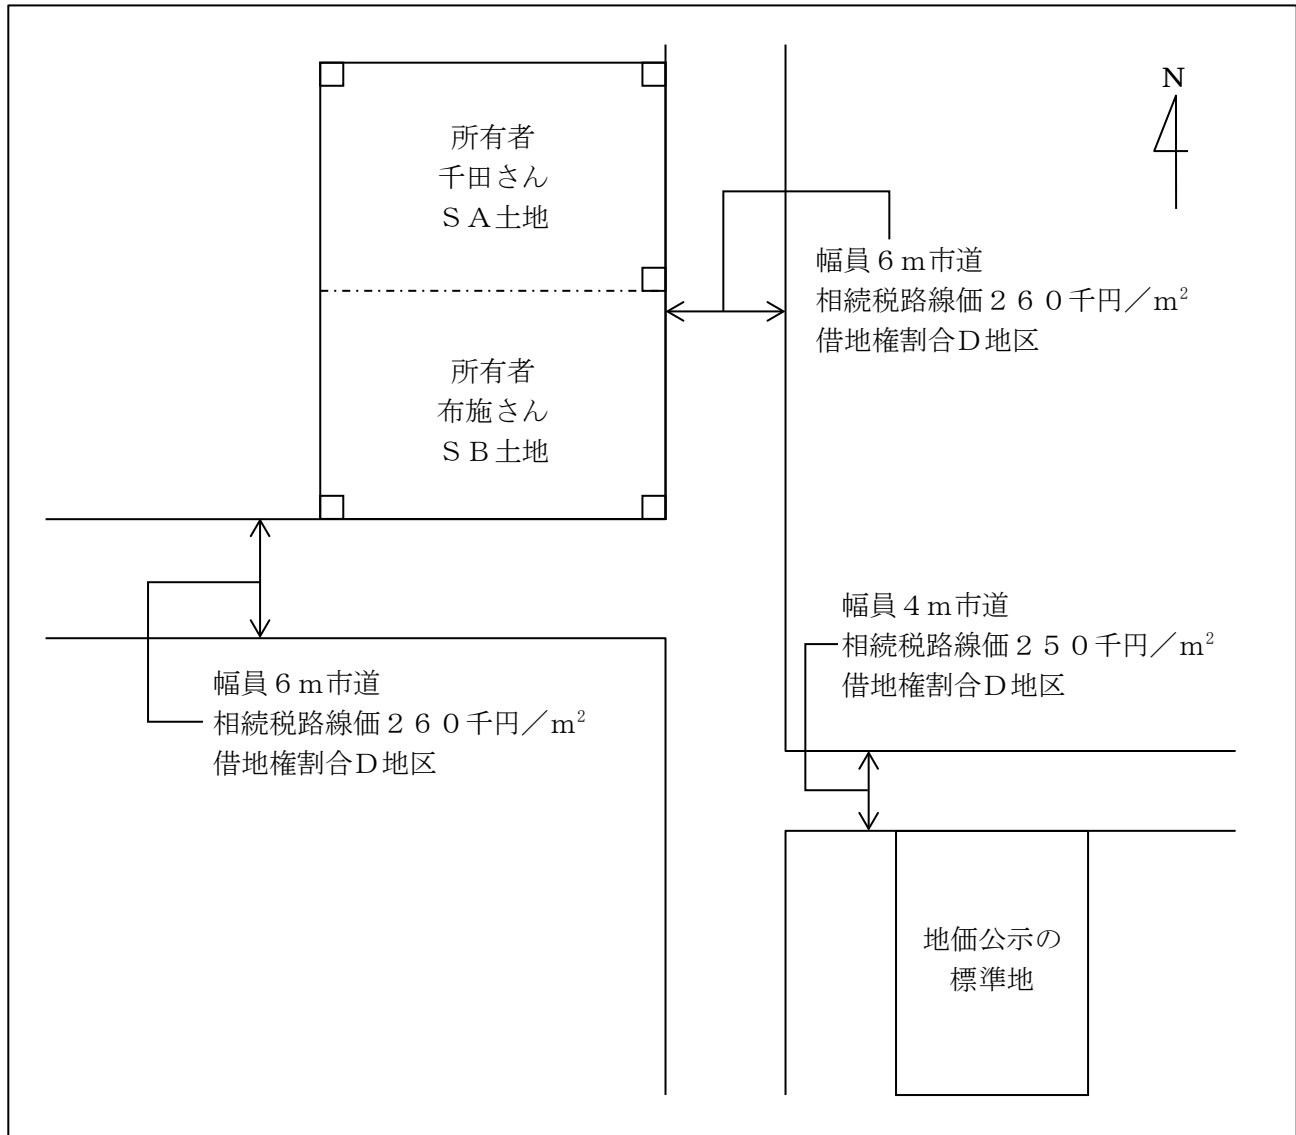 N
所有者
千田さん
ＳＡ土地
幅員６ｍ市道
相続税路線価２６０千円／ｍ²
借地権割合Ｄ地区
所有者
布施さん
ＳＢ土地
幅員４ｍ市道
相続税路線価２５０千円／ｍ²
借地権割合Ｄ地区
幅員６ｍ市道
相続税路線価２６０千円／ｍ²
借地権割合Ｄ地区
地価公示の
標準地